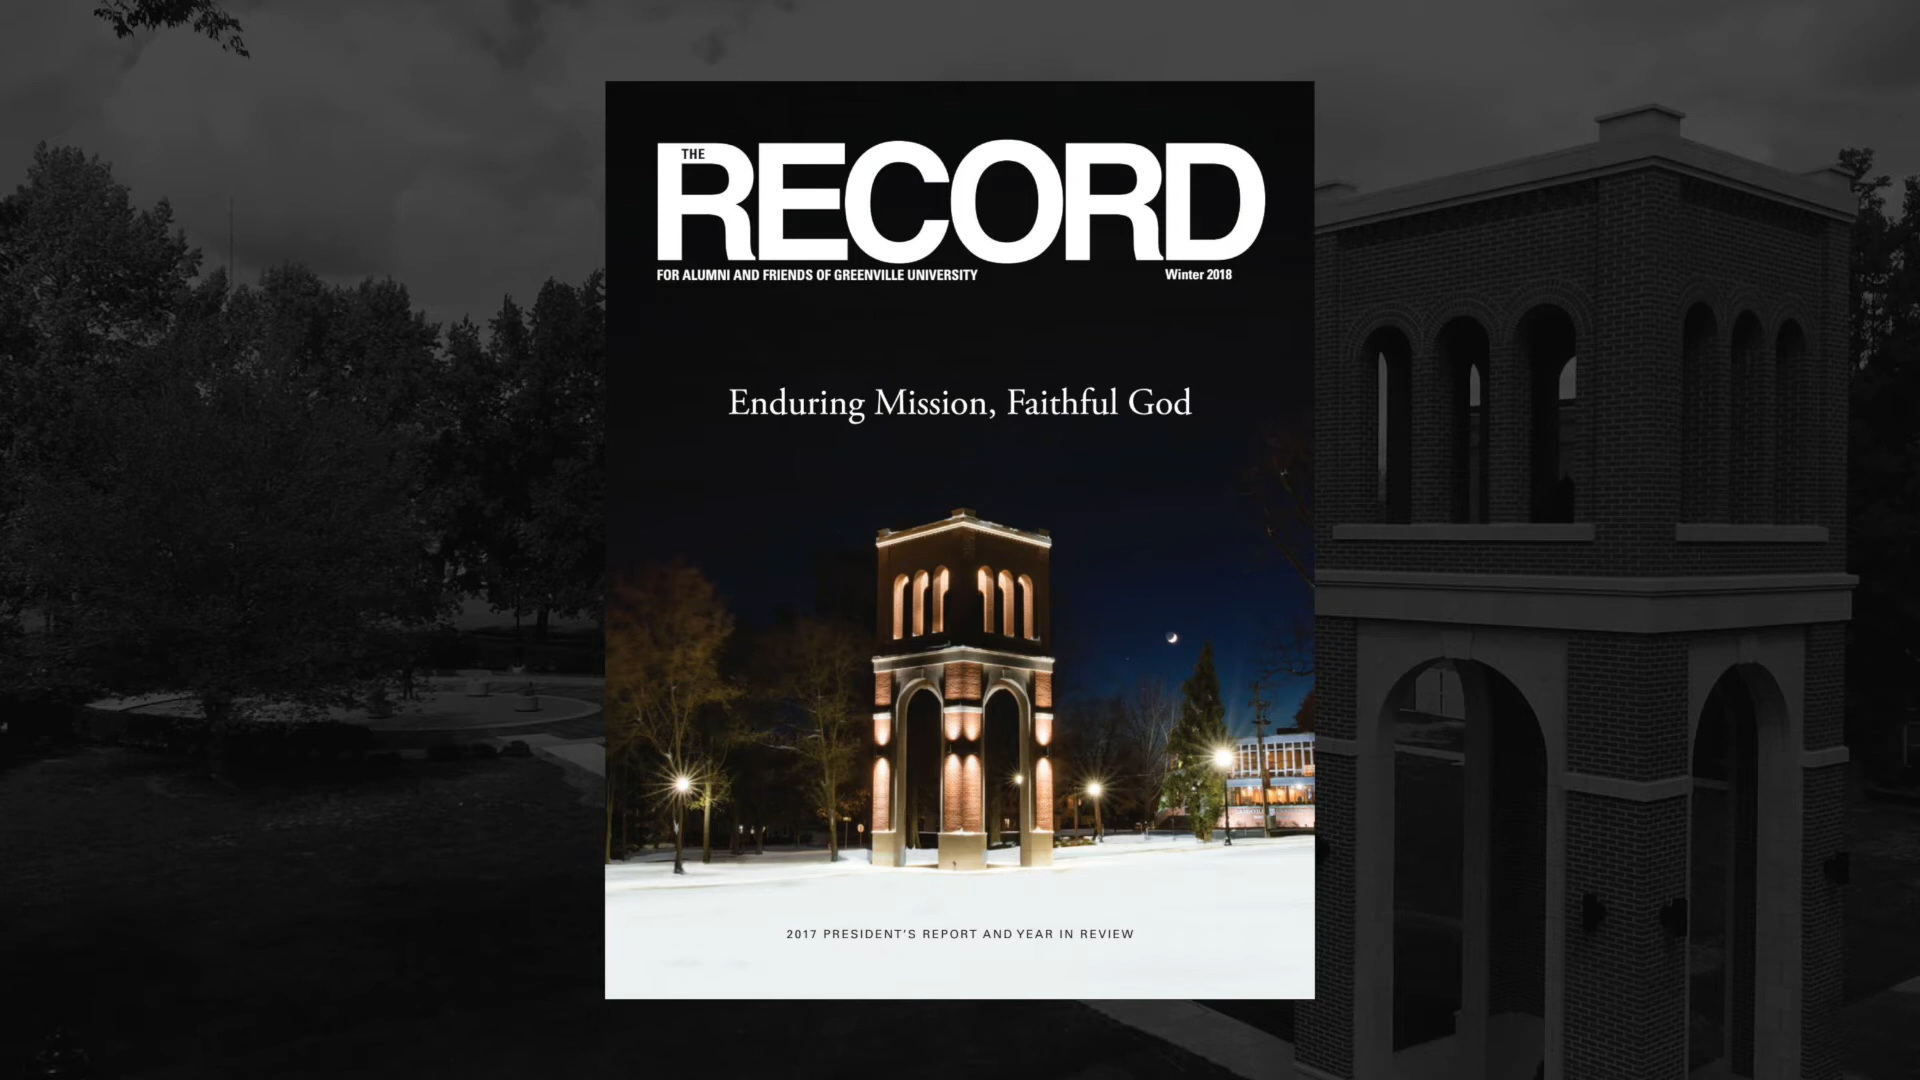 THE
RECORD
FOR ALUMNI AND FRIENDS OF GREENVILLE UNIVERSITY
Winter 2018
Enduring Mission, Faithful God
2017 PRESIDENT'S REPORT AND YEAR IN REVIEW